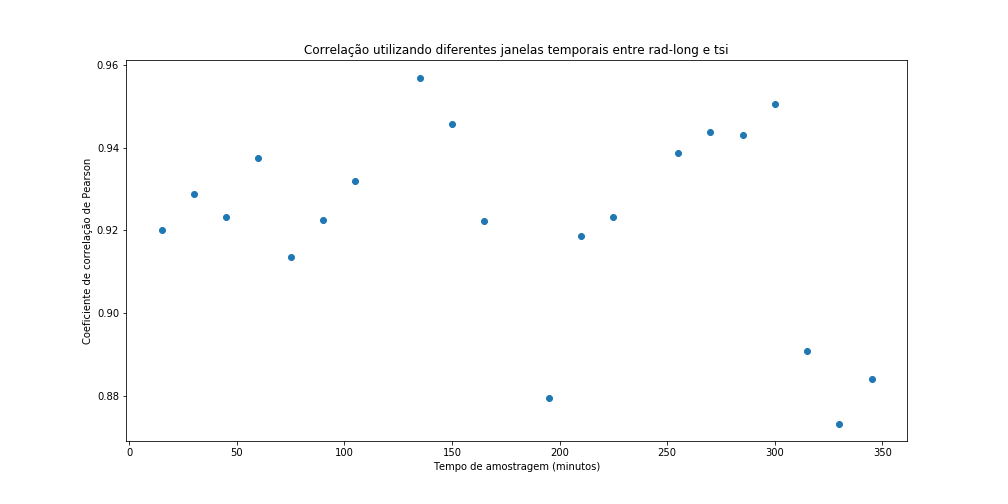 Correlação utilizando diferentes janelas temporais entre rad-long e tsi
0.96
0.94
0.92
0.90
0.88
Coeficiente de correlação de Pearson
0 50 100 150 200 250 300 350
Tempo de amostragem (minutos)